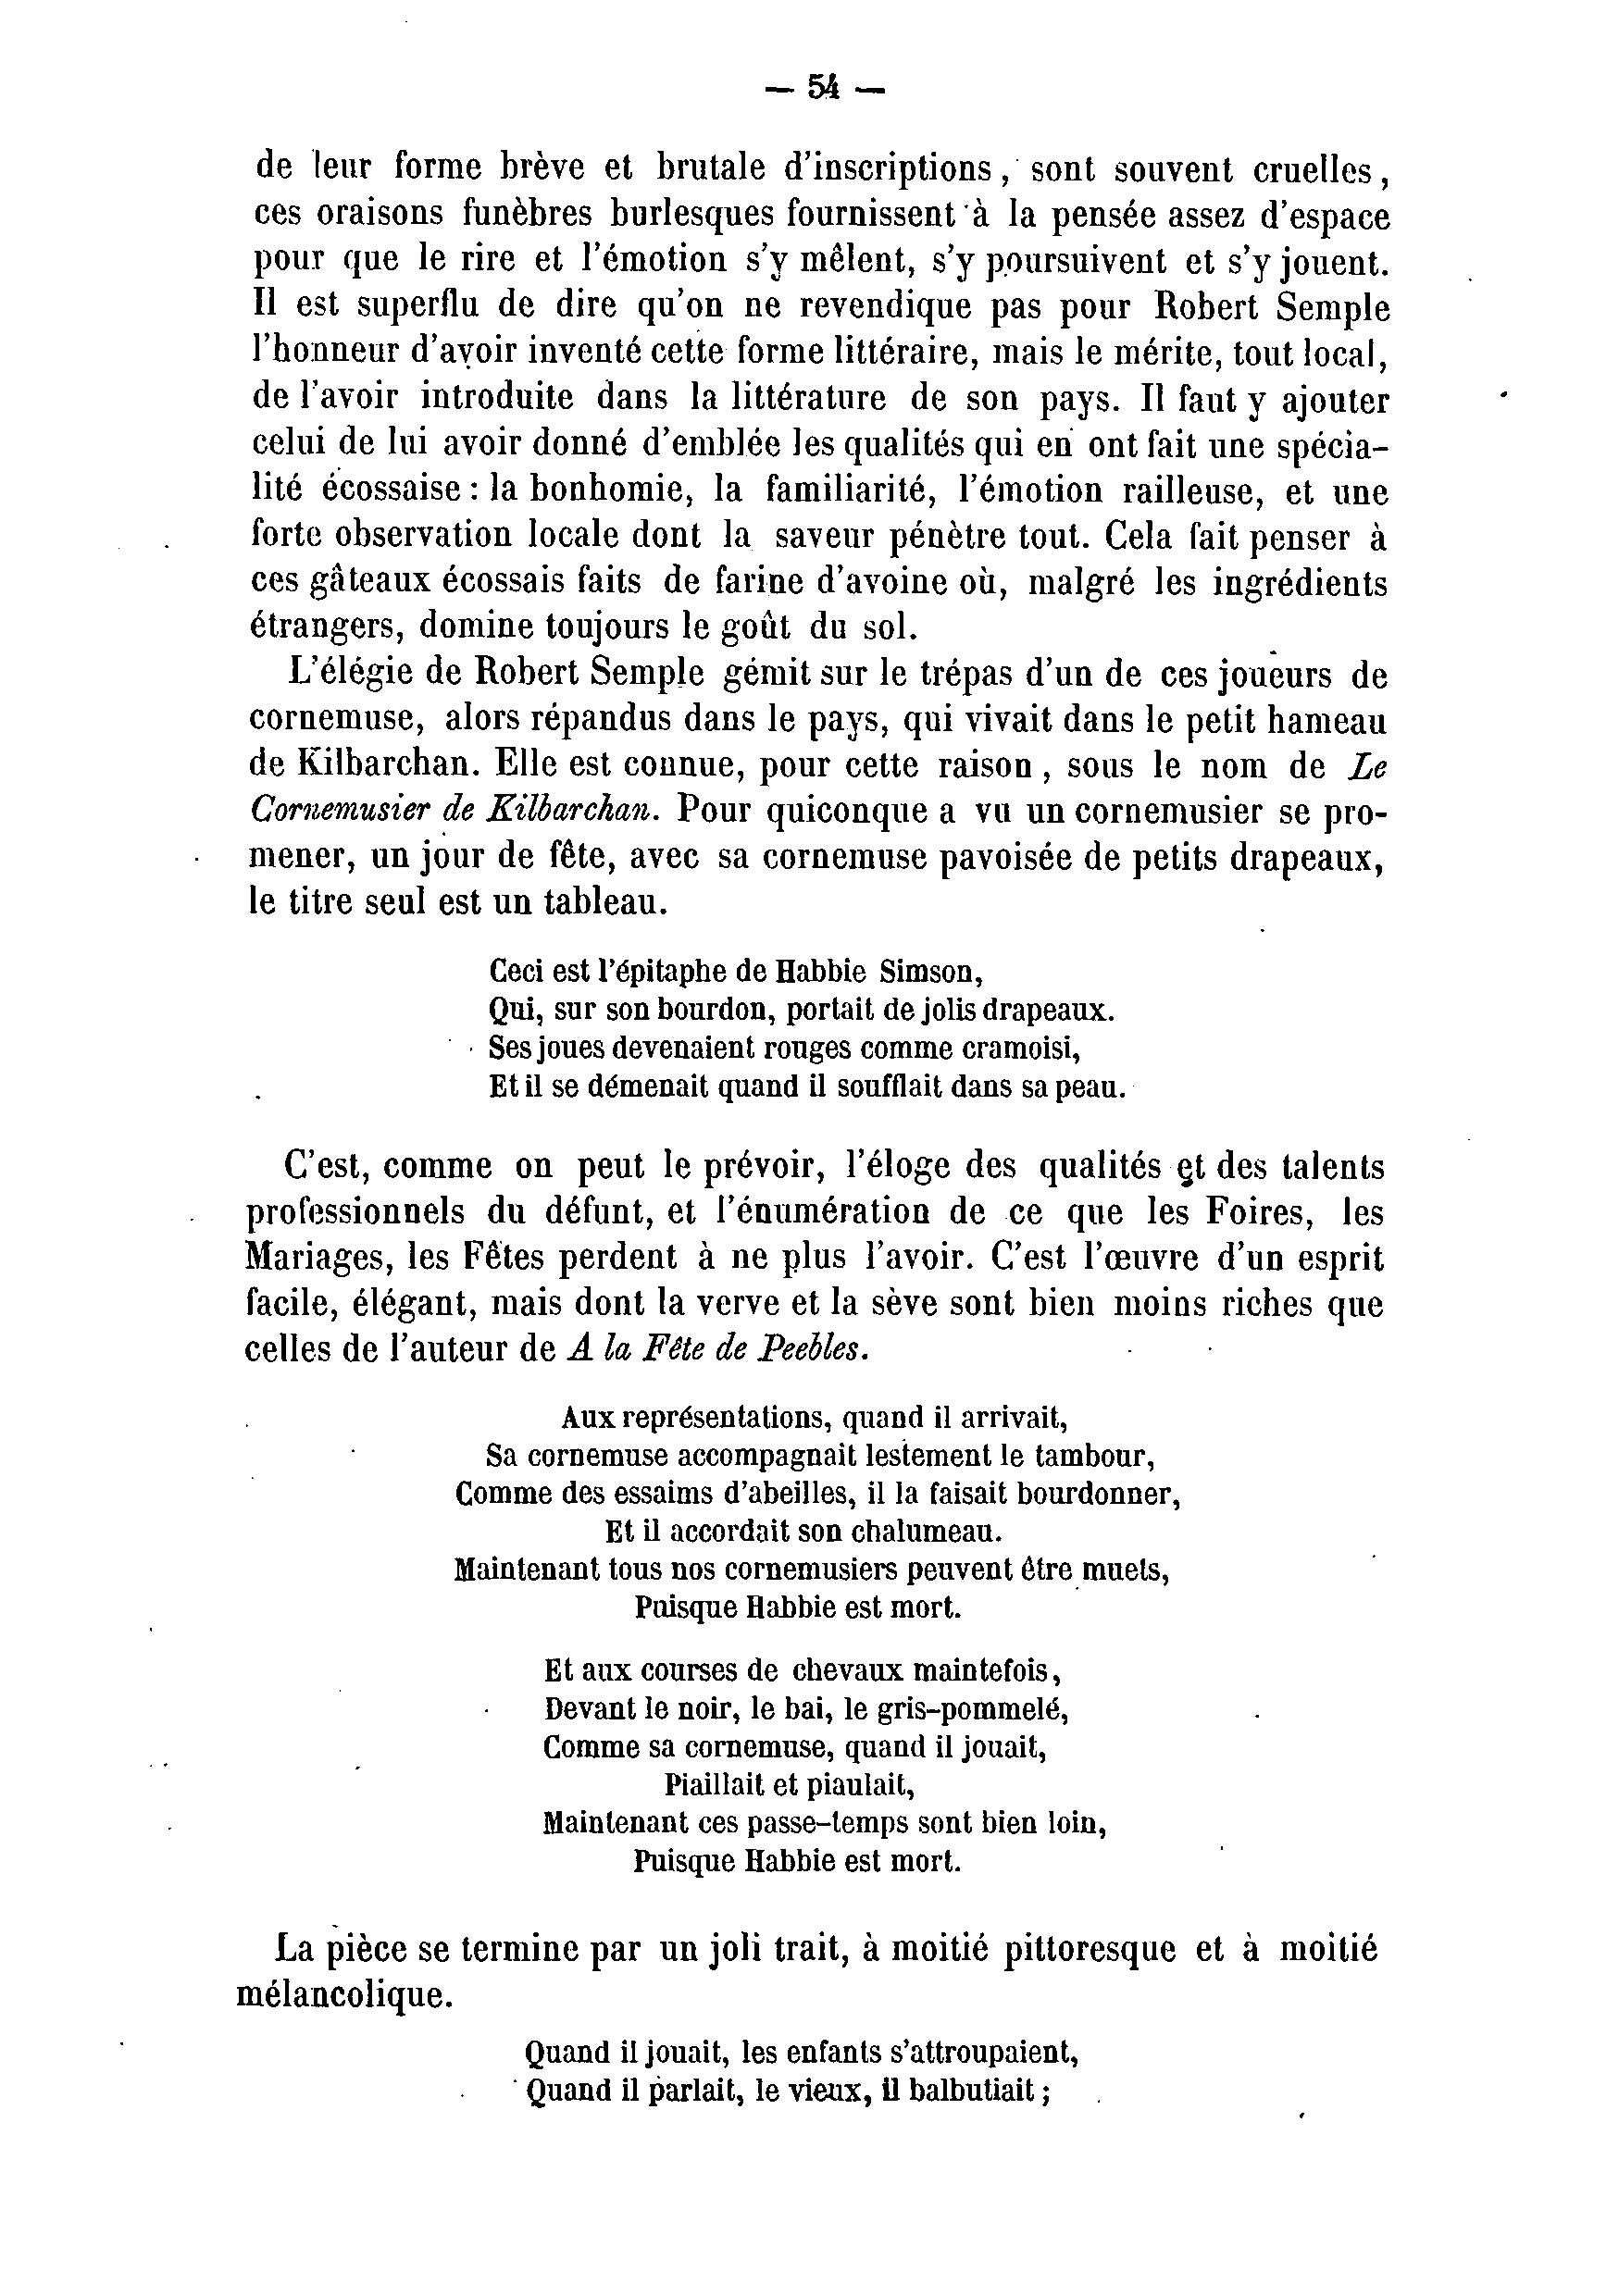 — 54 —
de leur forme brève et brutale d'inscriptions, sont souvent cruelles,
ces oraisons funèbres burlesques fournissent à la pensée assez d'espace
pour que le rire et l'émotion s'y mêlent, s'y poursuivent et s'y jouent.
Il est superflu de dire qu'on ne revendique pas pour Robert Semple
l'honneur d'avoir inventé cette forme littéraire, mais le mérite, tout local,
de l'avoir introduite dans la littérature de son pays. Il faut y ajouter
celui de lui avoir donné d'emblée les qualités qui en ont fait une spécia-
lité écossaise : la bonhomie, la familiarité, l'émotion railleuse, et une
forte observation locale dont la saveur pénètre tout. Cela fait penser à
ces gâteaux écossais faits de farine d'avoine où, malgré les ingrédients
étrangers, domine toujours le goût du sol.
L'élégie de Robert Semple gémit sur le trépas d'un de ces joueurs de
cornemuse, alors répandus dans le pays, qui vivait dans le petit hameau
de Kilbarchan. Elle est connue, pour cette raison, sous le nom de Le
Cornemusier de Kilbarchan. Pour quiconque a vu un cornemusier se pro-
mener, un jour de fête, avec sa cornemuse pavoisée de petits drapeaux,
le titre seul est un tableau.
Ceci est l'épitaphe de Habbie Simson,
Qui, sur son bourdon, portait de jolis drapeaux.
Ses joues devenaient rouges comme cramoisi,
Et il se démenait quand il soufflait dans sa peau.
C'est, comme on peut le prévoir, l'éloge des qualités et des talents
professionnels du défunt, et l'énumération de ce que les Foires, les
Mariages, les Fêtes perdent à ne plus l'avoir. C'est l'œuvre d'un esprit
facile, élégant, mais dont la verve et la sève sont bien moins riches que
celles de l'auteur de A la Fête de Peebles.
Aux représentations, quand il arrivait,
Sa cornemuse accompagnait lestement le tambour,
Comme des essaims d'abeilles, il la faisait bourdonner,
Et il accordait son chalumeau.
Maintenant tous nos cornemusiers peuvent être muets,
Puisque Habbie est mort.
Et aux courses de chevaux maintefois,
Devant le noir, le bai, le gris-pommelé,
Comme sa cornemuse, quand il jouait,
Piaillait et piaulait,
Maintenant ces passe-temps sont bien loin,
Puisque Habbie est mort.
La pièce se termine par un joli trait, à moitié pittoresque et à moitié
mélancolique.
Quand il jouait, les enfants s'attroupaient,
Quand il parlait, le vieux, il balbutiait ;